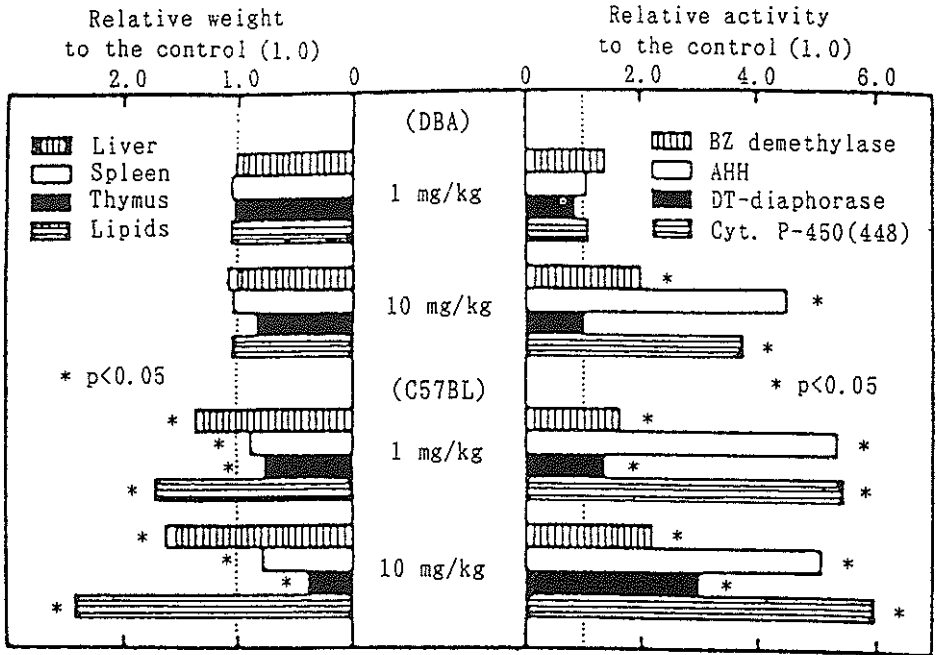 Relative weight
to the control (1.0)
2.0 1.0 0
Relative activity
to the control (1.0)
0 2.0 4.0 6.0
Liver
Spleen
Thymus
Lipids
(DBA)
1 mg/kg
10 mg/kg
(C57BL)
1 mg/kg
10 mg/kg
BZ demethylase
AHH
DT-diaphorase
Cyt. P-450(448)
* p<0.05
* p<0.05